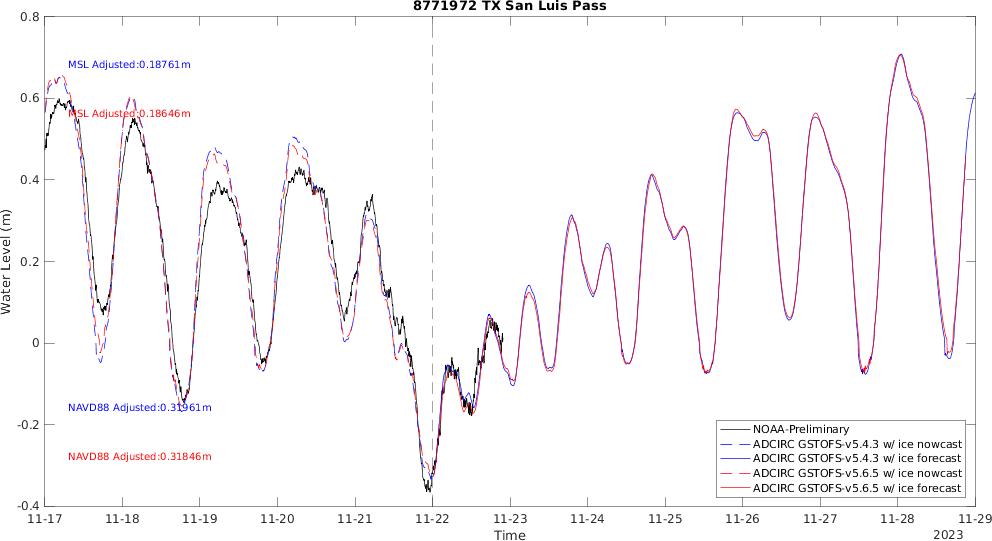 8771972 TX San Luis Pass
0.8
0.6
0.4
0.2
0
-0.2
-0.4
Water Level (m)
MSL Adjusted:0.18761m
MSL Adjusted:0.18646m
NAVD88 Adjusted:0.31961m
NAVD88 Adjusted:0.31846m
NOAA-Preliminary
ADCIRC GSTOFS-v5.4.3 w/ ice nowcast
ADCIRC GSTOFS-v5.4.3 w/ ice forecast
ADCIRC GSTOFS-v5.6.5 w/ ice nowcast
ADCIRC GSTOFS-v5.6.5 w/ ice forecast
11-17 11-18 11-19 11-20 11-21 11-22 11-23 11-24 11-25 11-26 11-27 11-28 11-29
Time
2023